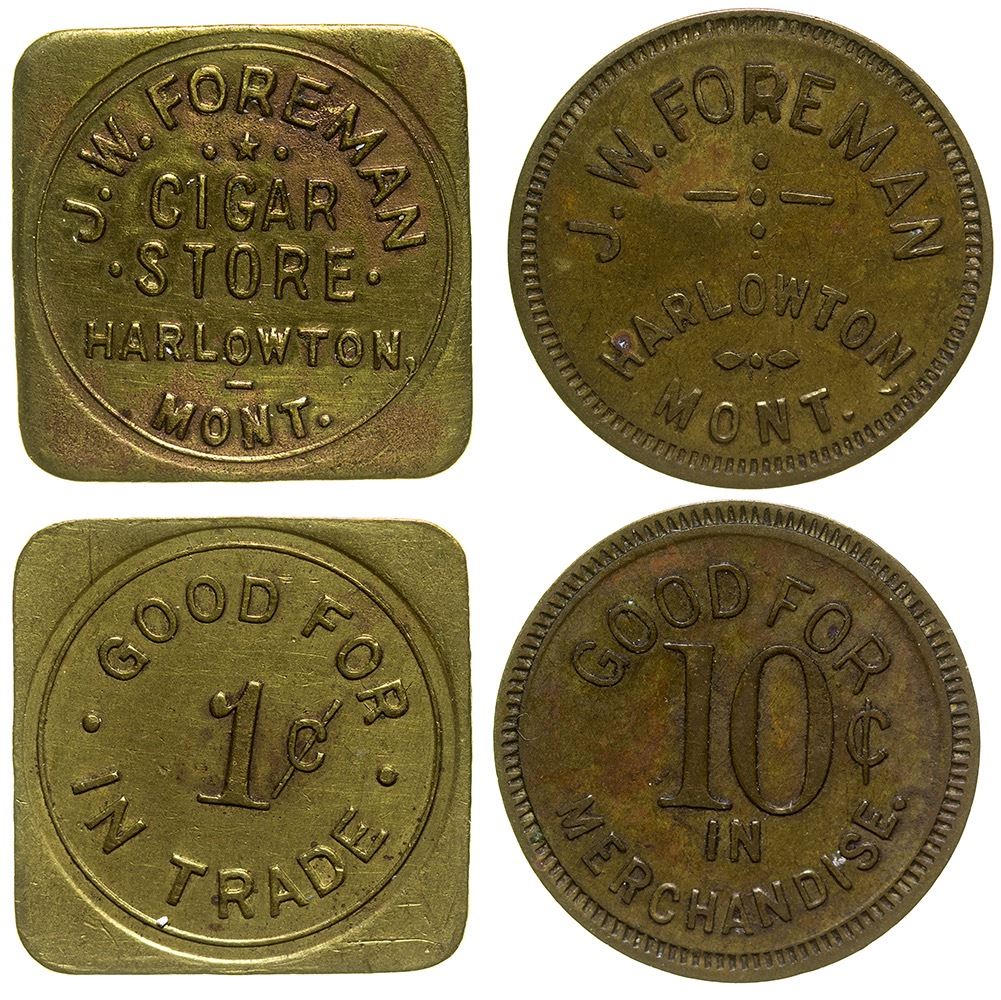 J. W. FOREMAN
CIGAR
STORE
HARLOWTON,
MONT.
J. W. FOREMAN
HARLOWTON,
MONT.
GOOD FOR
1¢
IN TRADE
GOOD FOR
10¢
IN
MERCHANDISE.